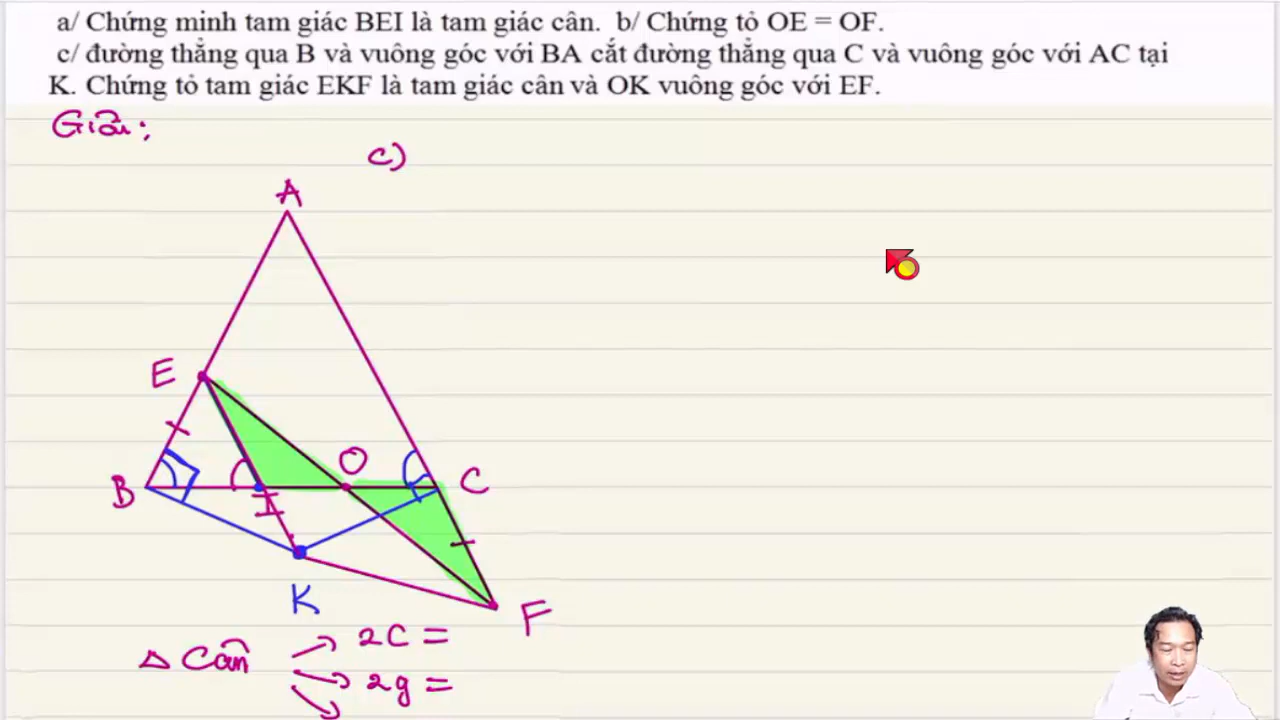 a/ Chứng minh tam giác BEI là tam giác cân. b/ Chứng tỏ OE = OF.
c/ đường thẳng qua B và vuông góc với BA cắt đường thẳng qua C và vuông góc với AC tại
K. Chứng tỏ tam giác EKF là tam giác cân và OK vuông góc với EF.
Giải:
c)
A
E
O
B
C
I
K
F
Δ Cân → 2C =
→ 2g =